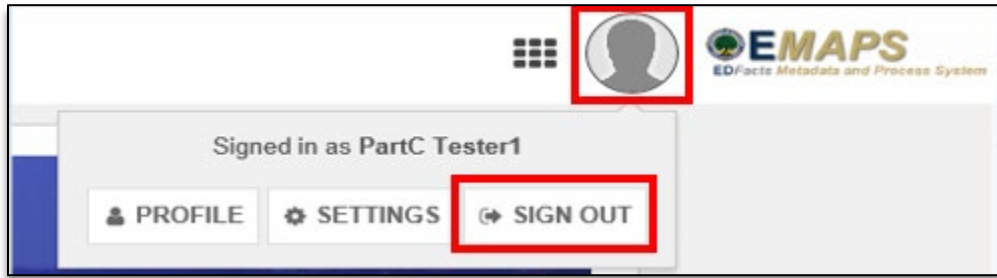 EMAPS
EDFacts Metadata and Process System
Signed in as PartC Tester1
PROFILE
SETTINGS
SIGN OUT